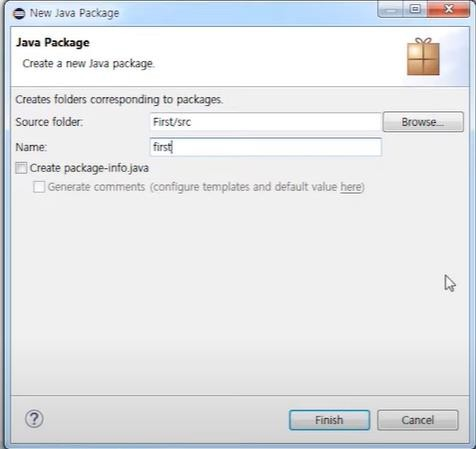 New Java Package
Java Package
Create a new Java package.
Creates folders corresponding to packages.
Source folder: First/src Browse...
Name: first
Create package-info.java
Generate comments (configure templates and default value here)
? Finish Cancel